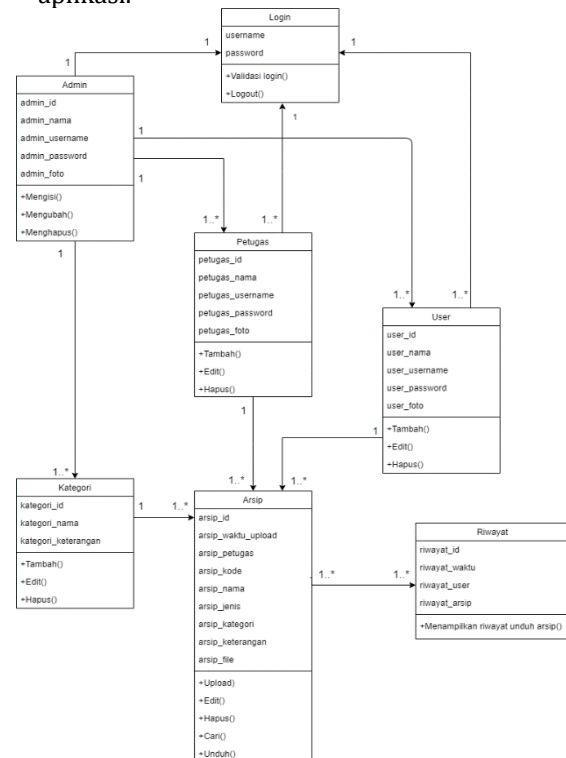 aplikasi.
Login
username
password
+Validasi login()
+Logout()
1
1
1
1
Admin
admin_id
admin_nama
admin_username
admin_password
admin_foto
+Mengisi()
+Mengubah()
+Menghapus()
1
1
1
1..*
1..*
Petugas
petugas_id
petugas_nama
petugas_username
petugas_password
petugas_foto
+Tambah()
+Edit()
+Hapus()
1
1..*
1..*
User
user_id
user_nama
user_username
user_password
user_foto
+Tambah()
+Edit()
+Hapus()
1
1..*
Kategori
kategori_id
kategori_nama
kategori_keterangan
+Tambah()
+Edit()
+Hapus()
1
1..*
1..*
1..*
Arsip
arsip_id
arsip_waktu_upload
arsip_petugas
arsip_kode
arsip_nama
arsip_jenis
arsip_kategori
arsip_keterangan
arsip_file
+Upload)
+Edit()
+Hapus()
+Cari()
+Unduh()
1..*
1..*
Riwayat
riwayat_id
riwayat_waktu
riwayat_user
riwayat_arsip
+Menampilkan riwayat unduh arsip()